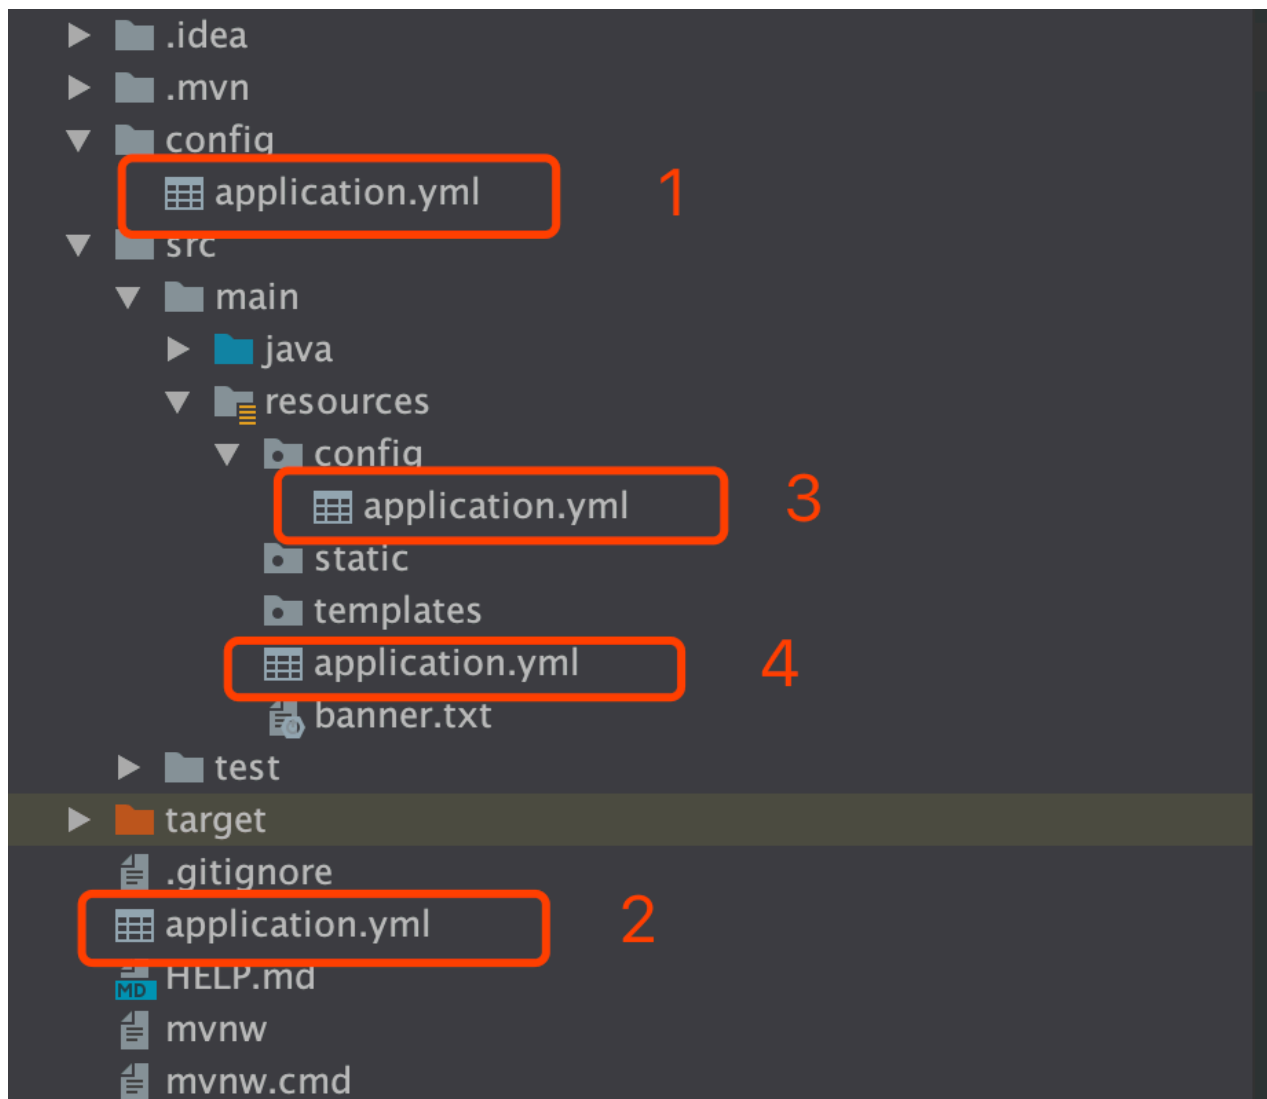 .idea
.mvn
config
application.yml 1
src
main
java
resources
config
application.yml 3
static
templates
application.yml 4
banner.txt
test
target
.gitignore
application.yml 2
HELP.md
MD
mvnw
mvnw.cmd